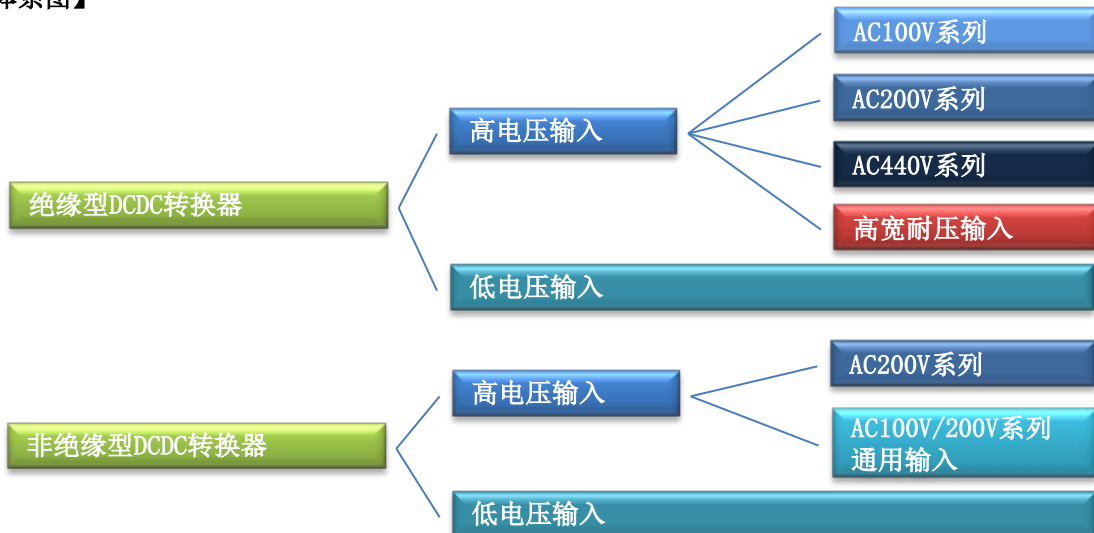 体系图】
AC100V系列
AC200V系列
高电压输入
AC440V系列
绝缘型DCDC转换器
高宽耐压输入
低电压输入
AC200V系列
高电压输入
AC100V/200V系列
通用输入
非绝缘型DCDC转换器
低电压输入